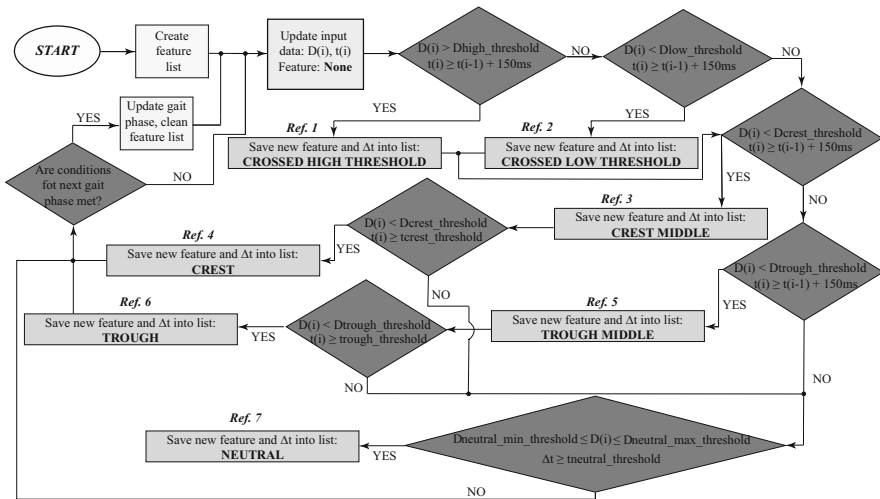 START
Create
feature
list
Update input
data: D(i), t(i)
Feature: None
D(i) > Dhigh_threshold
t(i) ≥ t(i-1) + 150ms
NO
D(i) < Dlow_threshold
t(i) ≥ t(i-1) + 150ms
NO
YES
Update gait
phase, clean
feature list
YES
YES
Ref. 1
Save new feature and Δt into list:
CROSSED HIGH THRESHOLD
Ref. 2
Save new feature and Δt into list:
CROSSED LOW THRESHOLD
D(i) < Dcrest_threshold
t(i) ≥ t(i-1) + 150ms
Are conditions
fot next gait
phase met?
NO
YES
NO
Ref. 3
Save new feature and Δt into list:
CREST MIDDLE
D(i) < Dcrest_threshold
t(i) ≥ tcrest_threshold
YES
Ref. 4
Save new feature and Δt into list:
CREST
NO
D(i) < Dtrough_threshold
t(i) ≥ t(i-1) + 150ms
YES
Ref. 5
Save new feature and Δt into list:
TROUGH MIDDLE
D(i) < Dtrough_threshold
t(i) ≥ trough_threshold
YES
Ref. 6
Save new feature and Δt into list:
TROUGH
NO
NO
Ref. 7
Save new feature and Δt into list:
NEUTRAL
YES
Dneutral_min_threshold ≤ D(i) ≤ Dneutral_max_threshold
Δt ≥ tneutral_threshold
NO